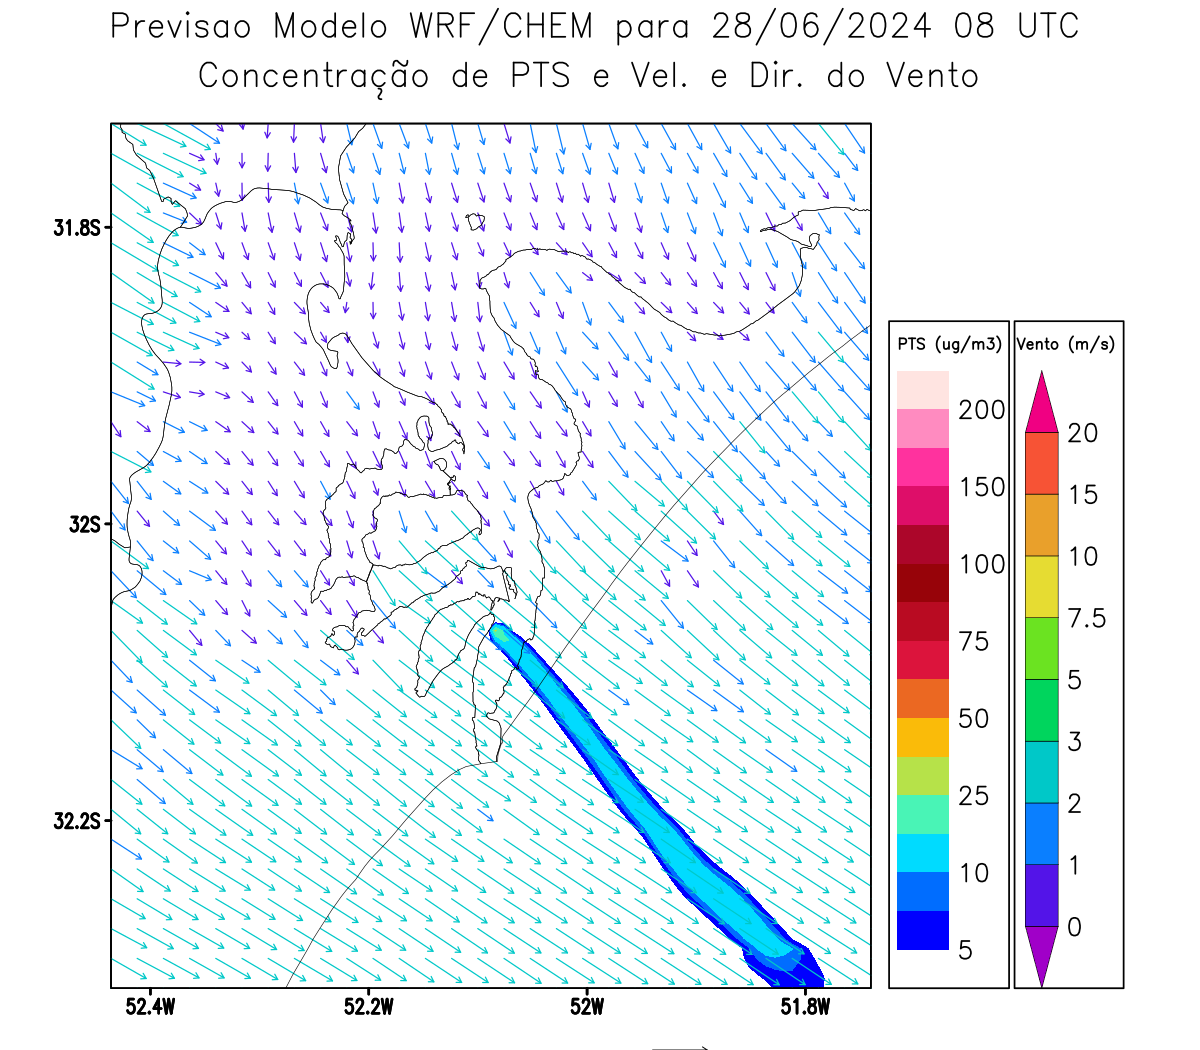 Previsao Modelo WRF/CHEM para 28/06/2024 08 UTC
Concentração de PTS e Vel. e Dir. do Vento
31.8S
32S
32.2S
52.4W
52.2W
52W
51.8W
PTS (ug/m3)
200
150
100
75
50
25
10
5
Vento (m/s)
20
15
10
7.5
5
3
2
1
0